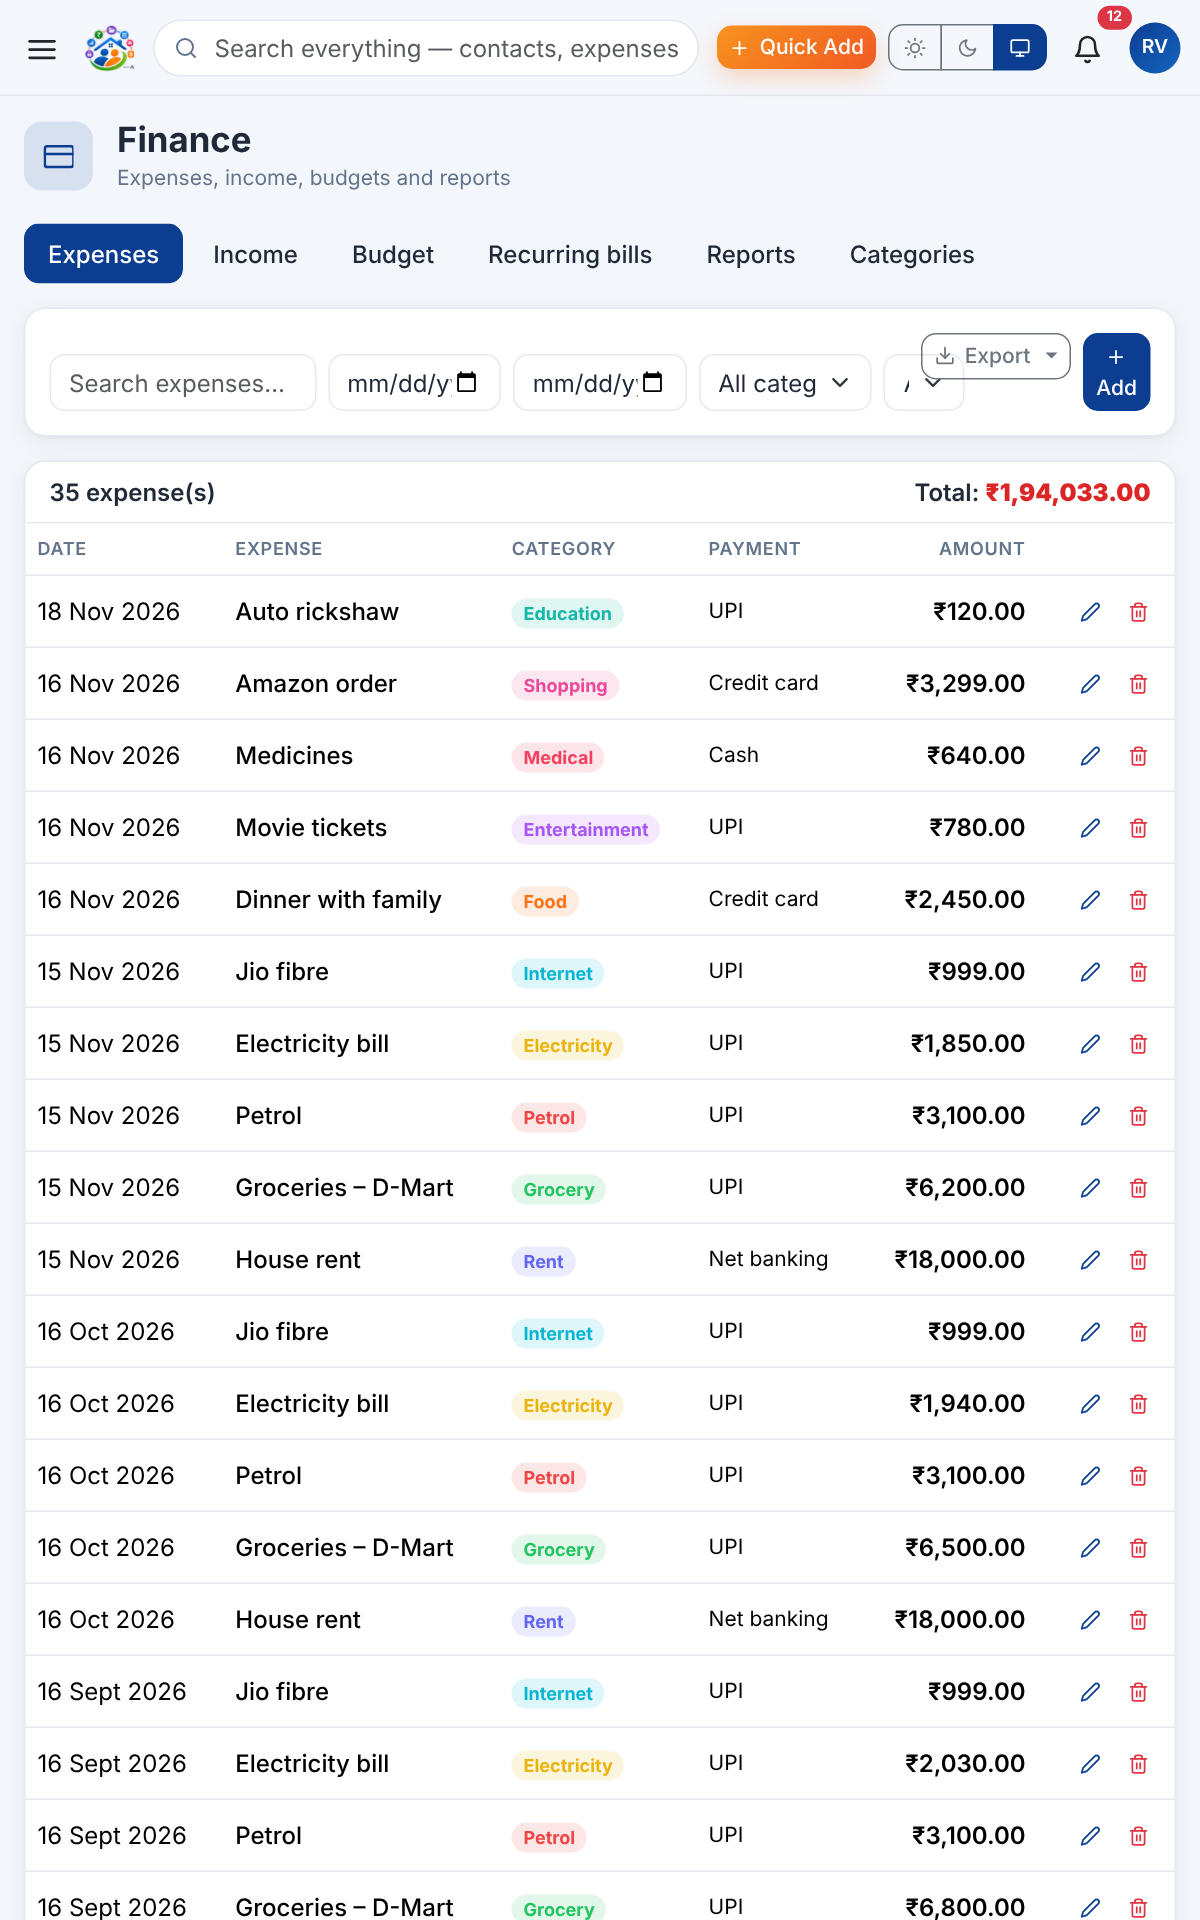 Search everything — contacts, expenses
+ Quick Add
12
RV
Finance
Expenses, income, budgets and reports
Expenses Income Budget Recurring bills Reports Categories
Search expenses... mm/dd/y mm/dd/y All categ Export + Add
35 expense(s) Total: ₹1,94,033.00
DATE EXPENSE CATEGORY PAYMENT AMOUNT
18 Nov 2026 Auto rickshaw Education UPI ₹120.00
16 Nov 2026 Amazon order Shopping Credit card ₹3,299.00
16 Nov 2026 Medicines Medical Cash ₹640.00
16 Nov 2026 Movie tickets Entertainment UPI ₹780.00
16 Nov 2026 Dinner with family Food Credit card ₹2,450.00
15 Nov 2026 Jio fibre Internet UPI ₹999.00
15 Nov 2026 Electricity bill Electricity UPI ₹1,850.00
15 Nov 2026 Petrol Petrol UPI ₹3,100.00
15 Nov 2026 Groceries – D-Mart Grocery UPI ₹6,200.00
15 Nov 2026 House rent Rent Net banking ₹18,000.00
16 Oct 2026 Jio fibre Internet UPI ₹999.00
16 Oct 2026 Electricity bill Electricity UPI ₹1,940.00
16 Oct 2026 Petrol Petrol UPI ₹3,100.00
16 Oct 2026 Groceries – D-Mart Grocery UPI ₹6,500.00
16 Oct 2026 House rent Rent Net banking ₹18,000.00
16 Sept 2026 Jio fibre Internet UPI ₹999.00
16 Sept 2026 Electricity bill Electricity UPI ₹2,030.00
16 Sept 2026 Petrol Petrol UPI ₹3,100.00
16 Sept 2026 Groceries – D-Mart Grocery UPI ₹6,800.00